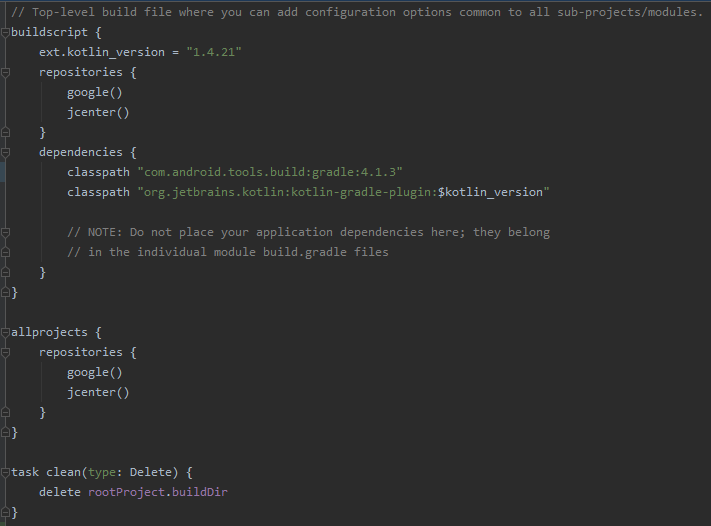 // Top-level build file where you can add configuration options common to all sub-projects/modules.
buildscript {
    ext.kotlin_version = "1.4.21"
    repositories {
        google()
        jcenter()
    }
    dependencies {
        classpath "com.android.tools.build:gradle:4.1.3"
        classpath "org.jetbrains.kotlin:kotlin-gradle-plugin:$kotlin_version"

        // NOTE: Do not place your application dependencies here; they belong
        // in the individual module build.gradle files
    }
}

allprojects {
    repositories {
        google()
        jcenter()
    }
}

task clean(type: Delete) {
    delete rootProject.buildDir
}